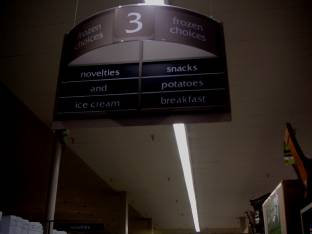 3
frozen choices
frozen choices
novelties
and
ice cream
snacks
potatoes
breakfast